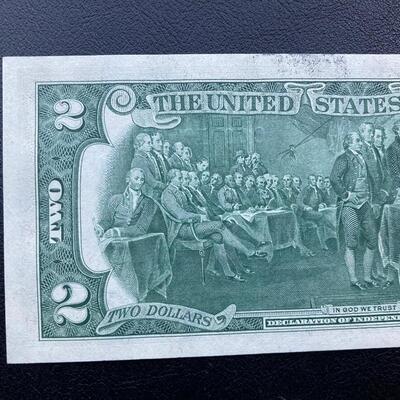 2
THE UNITED STATES
TWO
2
TWO DOLLARS
IN GOD WE TRUST
DECLARATION OF INDEPEN